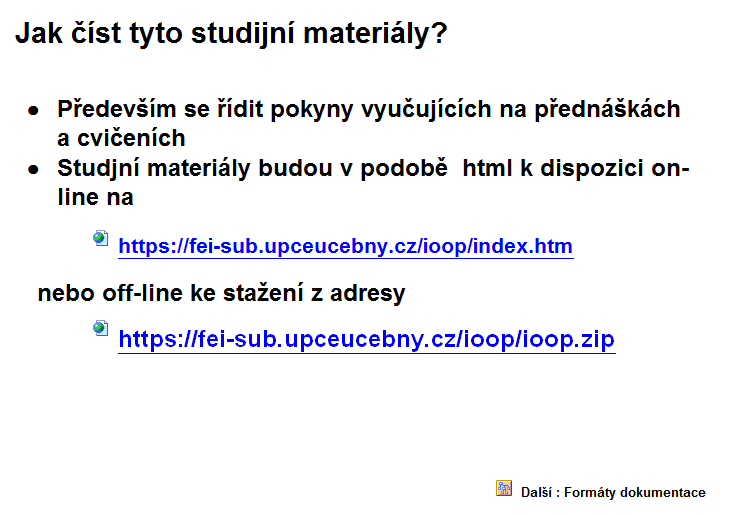 Jak číst tyto studijní materiály?
● Především se řídit pokyny vyučujících na přednáškách
a cvičeních
● Studjní materiály budou v podobě  html k dispozici on-
line na
https://fei-sub.upceucebny.cz/ioop/index.htm
nebo off-line ke stažení z adresy
https://fei-sub.upceucebny.cz/ioop/ioop.zip
Další : Formáty dokumentace